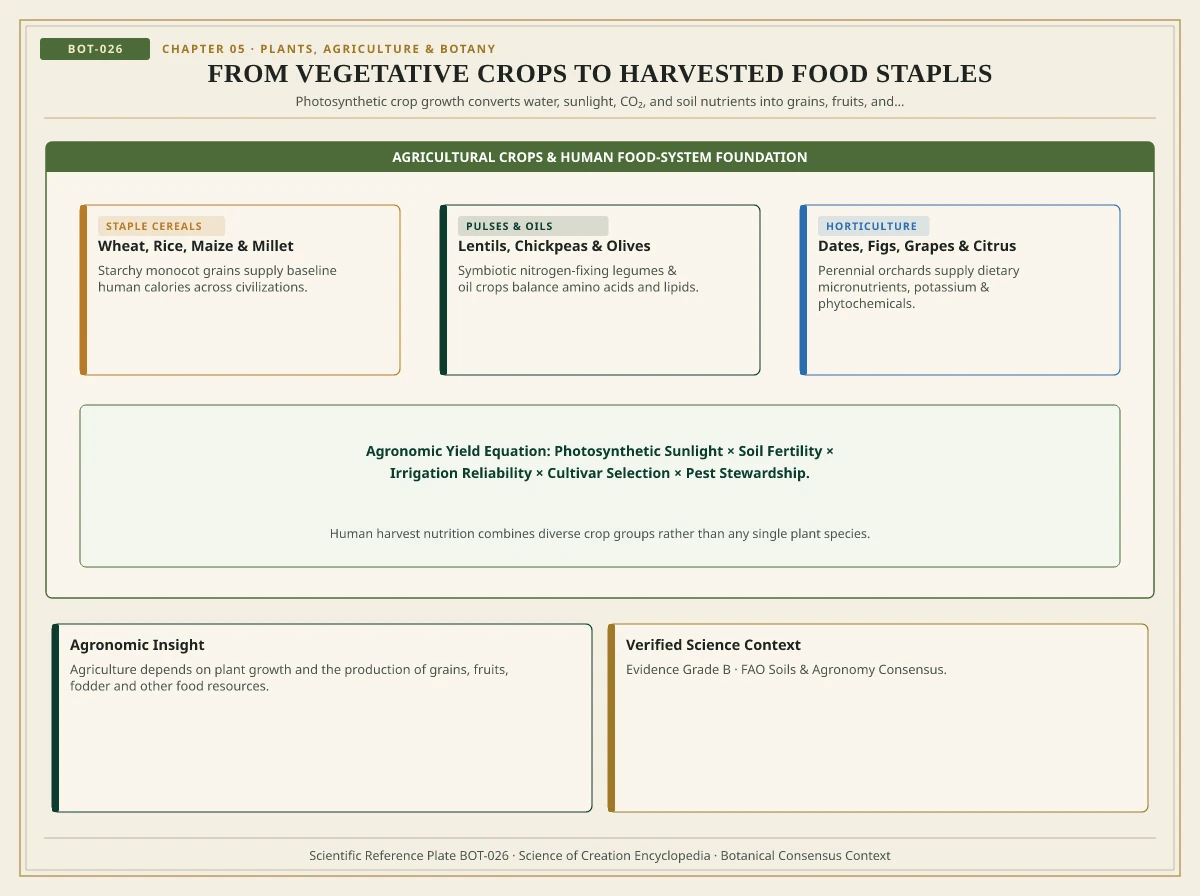 BOT-026
CHAPTER 05 · PLANTS, AGRICULTURE & BOTANY
FROM VEGETATIVE CROPS TO HARVESTED FOOD STAPLES
Photosynthetic crop growth converts water, sunlight, CO₂, and soil nutrients into grains, fruits, and...
AGRICULTURAL CROPS & HUMAN FOOD-SYSTEM FOUNDATION
STAPLE CEREALS
Wheat, Rice, Maize & Millet
Starchy monocot grains supply baseline
human calories across civilizations.
PULSES & OILS
Lentils, Chickpeas & Olives
Symbiotic nitrogen-fixing legumes &
oil crops balance amino acids and lipids.
HORTICULTURE
Dates, Figs, Grapes & Citrus
Perennial orchards supply dietary
micronutrients, potassium &
phytochemicals.
Agronomic Yield Equation: Photosynthetic Sunlight × Soil Fertility ×
Irrigation Reliability × Cultivar Selection × Pest Stewardship.
Human harvest nutrition combines diverse crop groups rather than any single plant species.
Agronomic Insight
Agriculture depends on plant growth and the production of grains, fruits,
fodder and other food resources.
Verified Science Context
Evidence Grade B · FAO Soils & Agronomy Consensus.
Scientific Reference Plate BOT-026 · Science of Creation Encyclopedia · Botanical Consensus Context